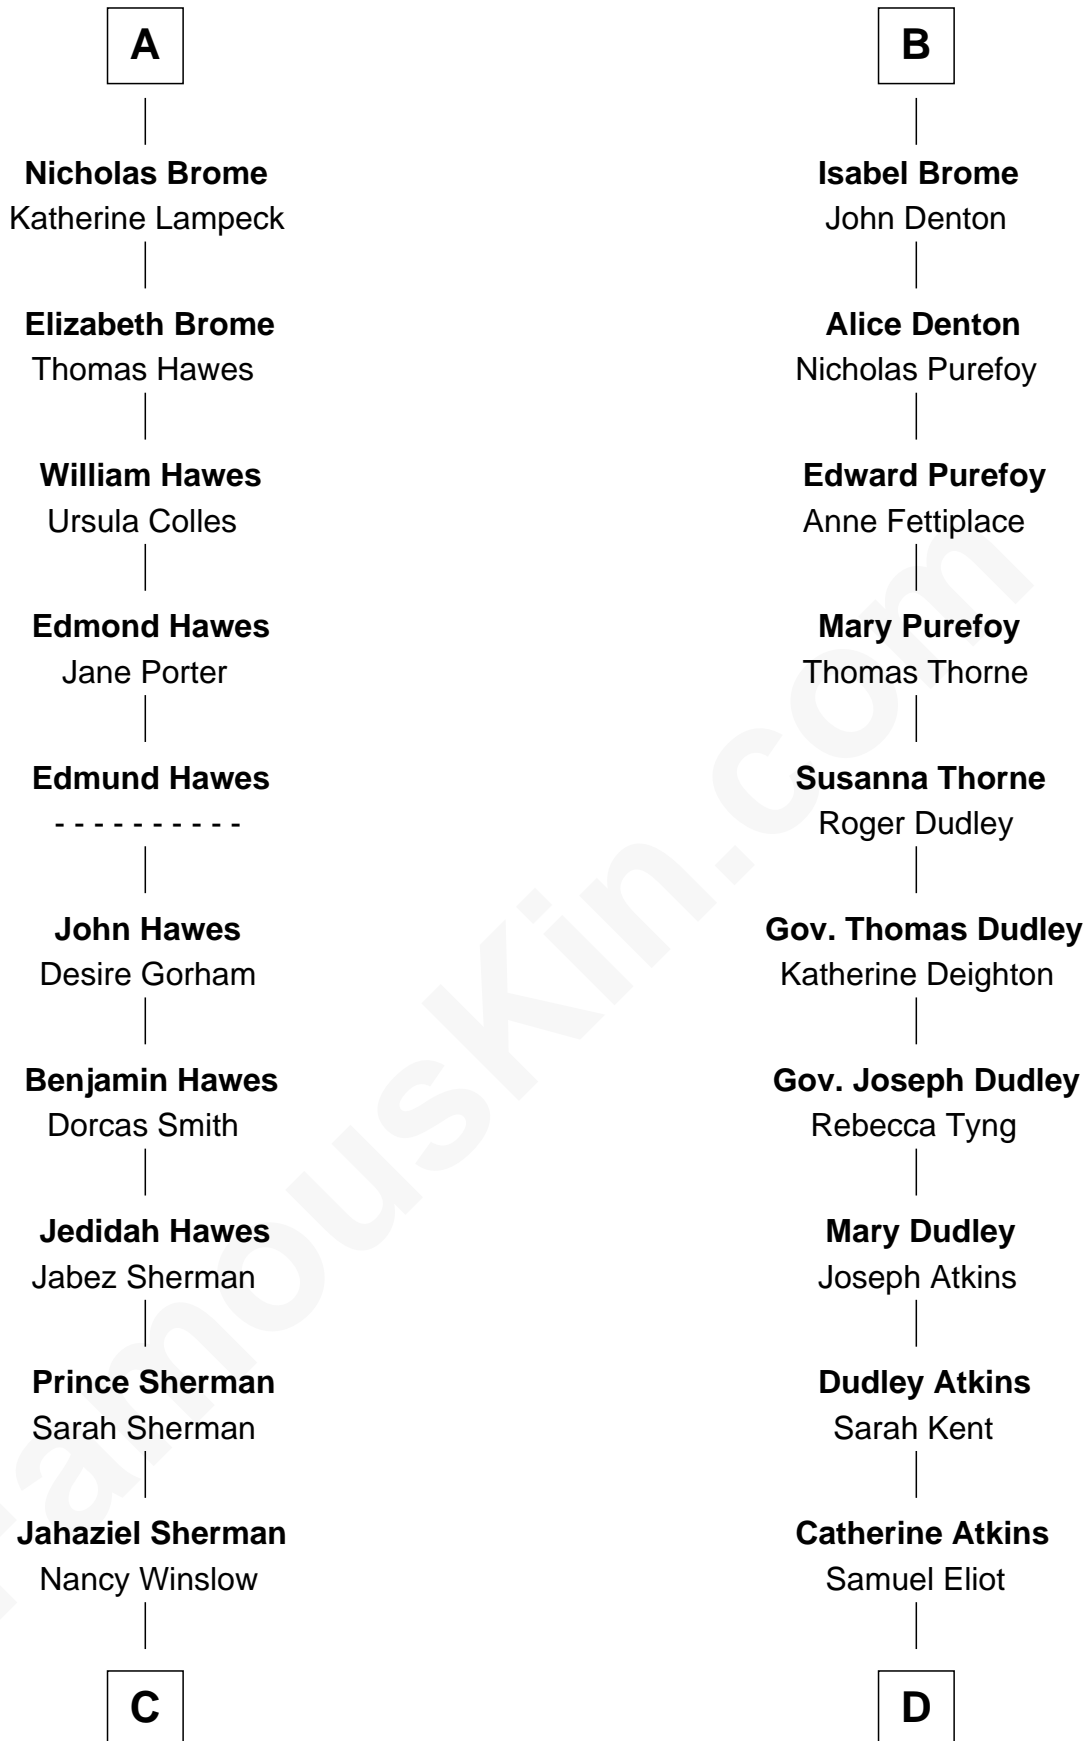 A
Nicholas Brome
Katherine Lampeck
Elizabeth Brome
Thomas Hawes
William Hawes
Ursula Colles
Edmond Hawes
Jane Porter
Edmund Hawes
- - - - - - - - - -
John Hawes
Desire Gorham
Benjamin Hawes
Dorcas Smith
Jedidah Hawes
Jabez Sherman
Prince Sherman
Sarah Sherman
Jahaziel Sherman
Nancy Winslow
C
B
Isabel Brome
John Denton
Alice Denton
Nicholas Purefoy
Edward Purefoy
Anne Fettiplace
Mary Purefoy
Thomas Thorne
Susanna Thorne
Roger Dudley
Gov. Thomas Dudley
Katherine Deighton
Gov. Joseph Dudley
Rebecca Tyng
Mary Dudley
Joseph Atkins
Dudley Atkins
Sarah Kent
Catherine Atkins
Samuel Eliot
D
FamousKin.com